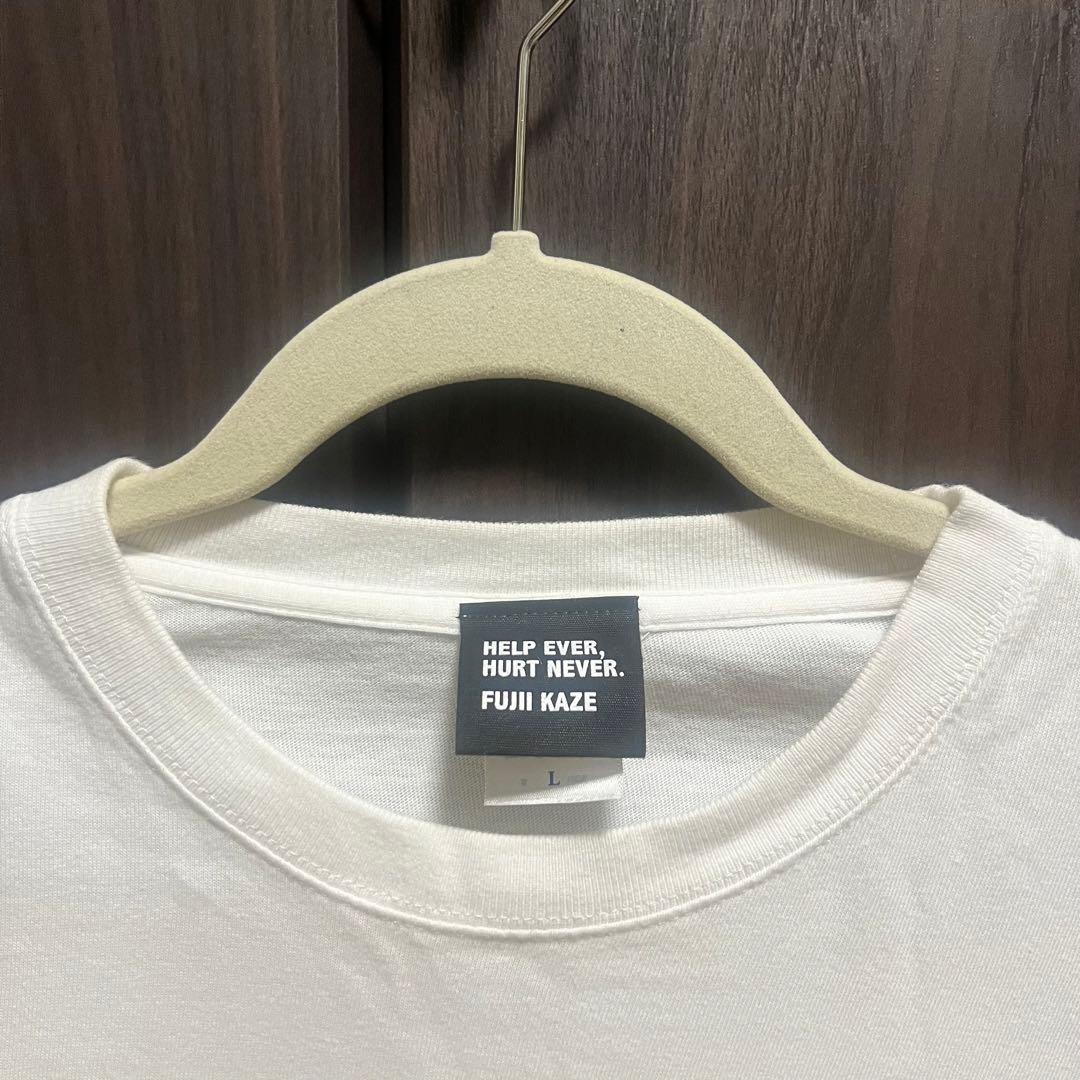 HELP EVER,
HURT NEVER.
FUJII KAZE
L